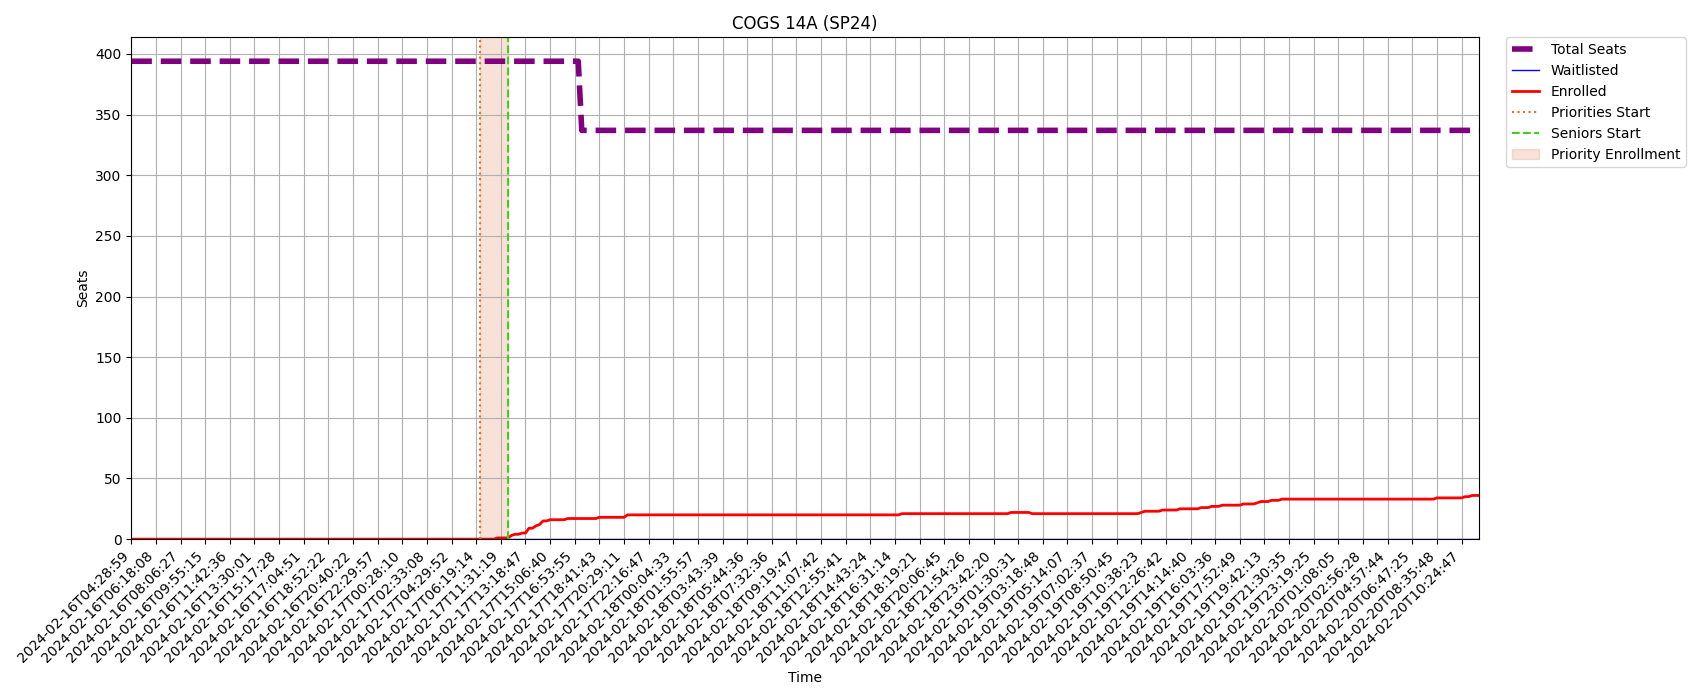 COGS 14A (SP24)
Total Seats
Waitlisted
Enrolled
Priorities Start
Seniors Start
Priority Enrollment
Seats
400
350
300
250
200
150
100
50
0
2024-02-16T04:28:59
2024-02-16T06:18:08
2024-02-16T08:06:27
2024-02-16T09:55:15
2024-02-16T11:42:36
2024-02-16T13:30:01
2024-02-16T15:17:28
2024-02-16T17:04:51
2024-02-16T18:52:22
2024-02-16T20:40:22
2024-02-16T22:29:57
2024-02-17T00:28:10
2024-02-17T02:33:08
2024-02-17T04:29:52
2024-02-17T06:19:14
2024-02-17T11:31:19
2024-02-17T13:18:47
2024-02-17T15:06:40
2024-02-17T16:53:55
2024-02-17T18:41:43
2024-02-17T20:29:11
2024-02-17T22:16:47
2024-02-18T00:04:33
2024-02-18T01:55:57
2024-02-18T03:43:39
2024-02-18T05:44:36
2024-02-18T07:32:36
2024-02-18T09:19:47
2024-02-18T11:07:42
2024-02-18T12:55:41
2024-02-18T14:43:24
2024-02-18T16:31:14
2024-02-18T18:19:21
2024-02-18T20:06:45
2024-02-18T21:54:26
2024-02-18T23:42:20
2024-02-19T01:30:31
2024-02-19T03:18:48
2024-02-19T05:14:07
2024-02-19T07:02:37
2024-02-19T08:50:45
2024-02-19T10:38:23
2024-02-19T12:26:42
2024-02-19T14:14:40
2024-02-19T16:03:36
2024-02-19T17:52:49
2024-02-19T19:42:13
2024-02-19T21:30:35
2024-02-19T23:19:25
2024-02-20T01:08:05
2024-02-20T02:56:28
2024-02-20T04:57:44
2024-02-20T06:47:25
2024-02-20T08:35:48
2024-02-20T10:24:47
Time